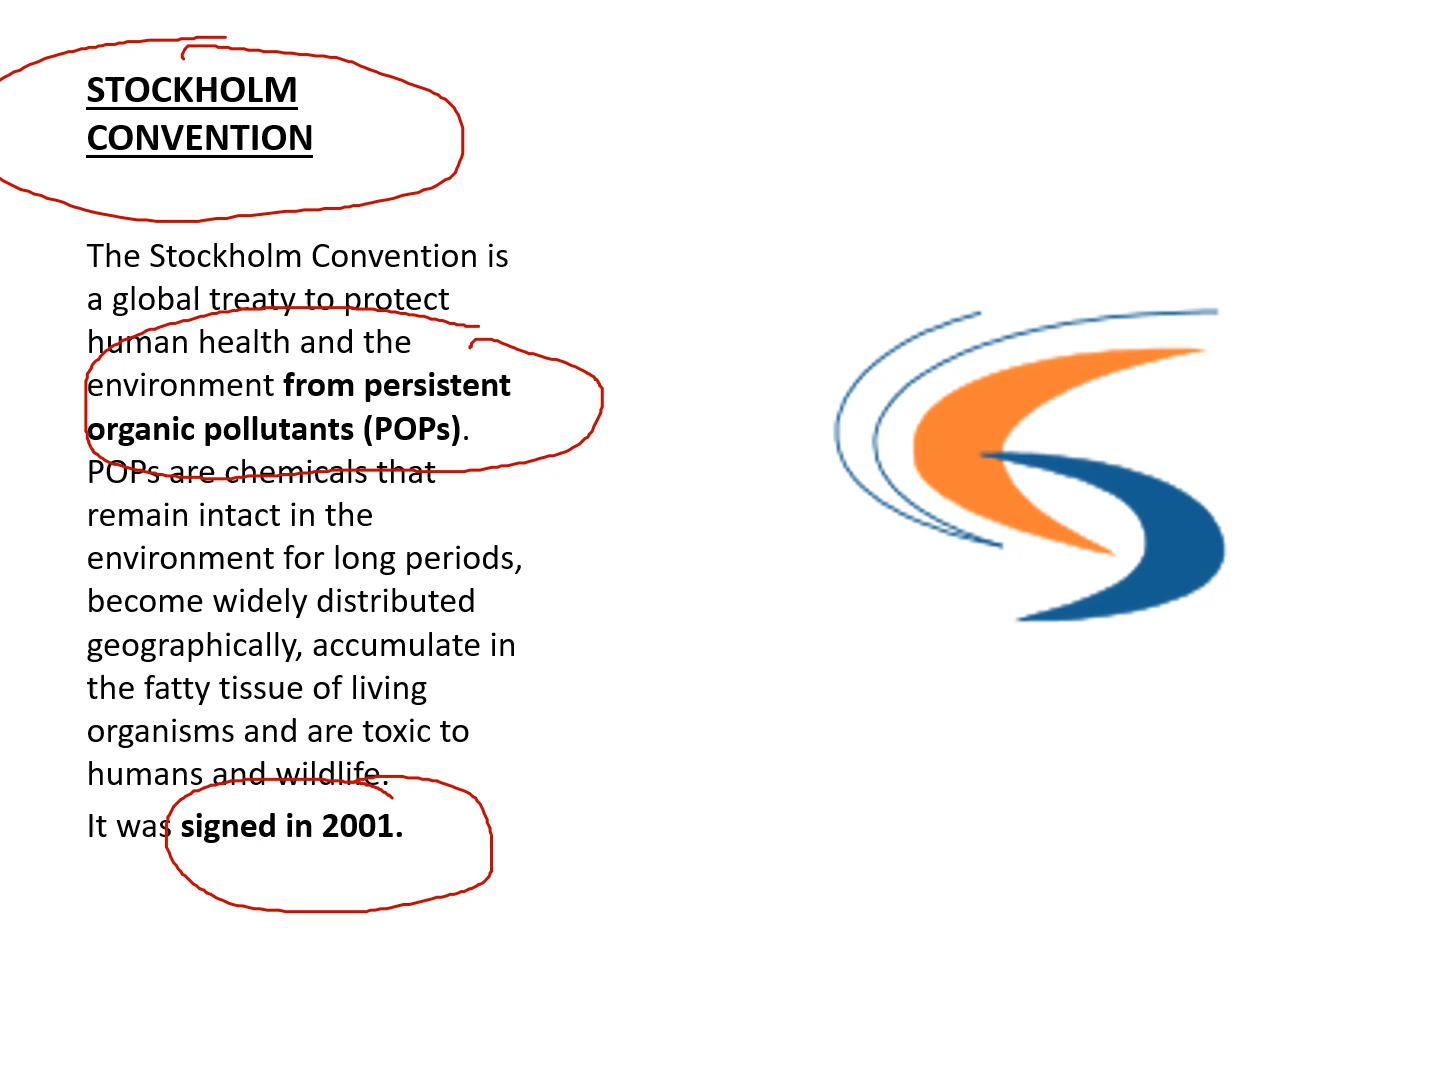 STOCKHOLM
CONVENTION
The Stockholm Convention is
a global treaty to protect
human health and the
environment from persistent
organic pollutants (POPs).
POPs are chemicals that
remain intact in the
environment for long periods,
become widely distributed
geographically, accumulate in
the fatty tissue of living
organisms and are toxic to
humans and wildlife.
It was signed in 2001.